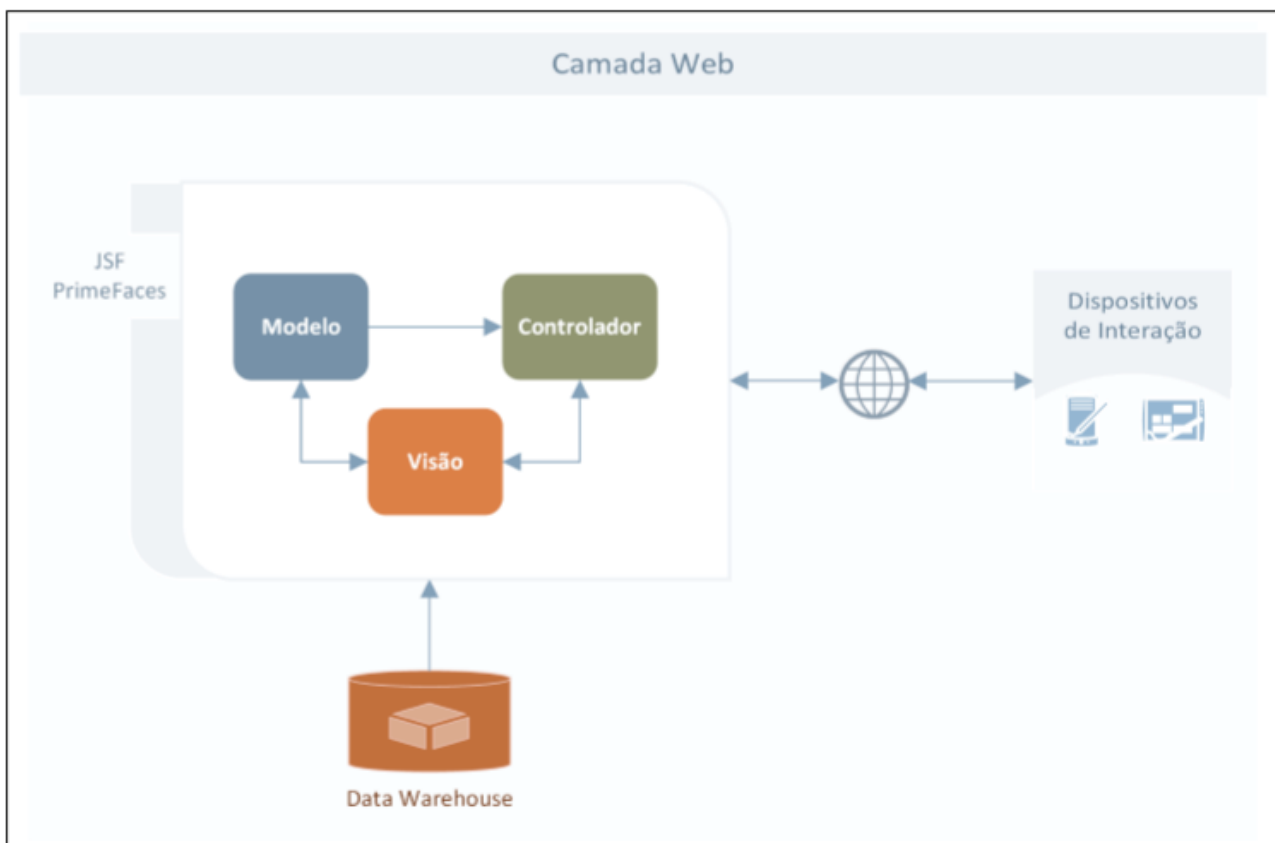 Camada Web
JSF
PrimeFaces
Modelo
Controlador
Visão
Dispositivos
de Interação
Data Warehouse